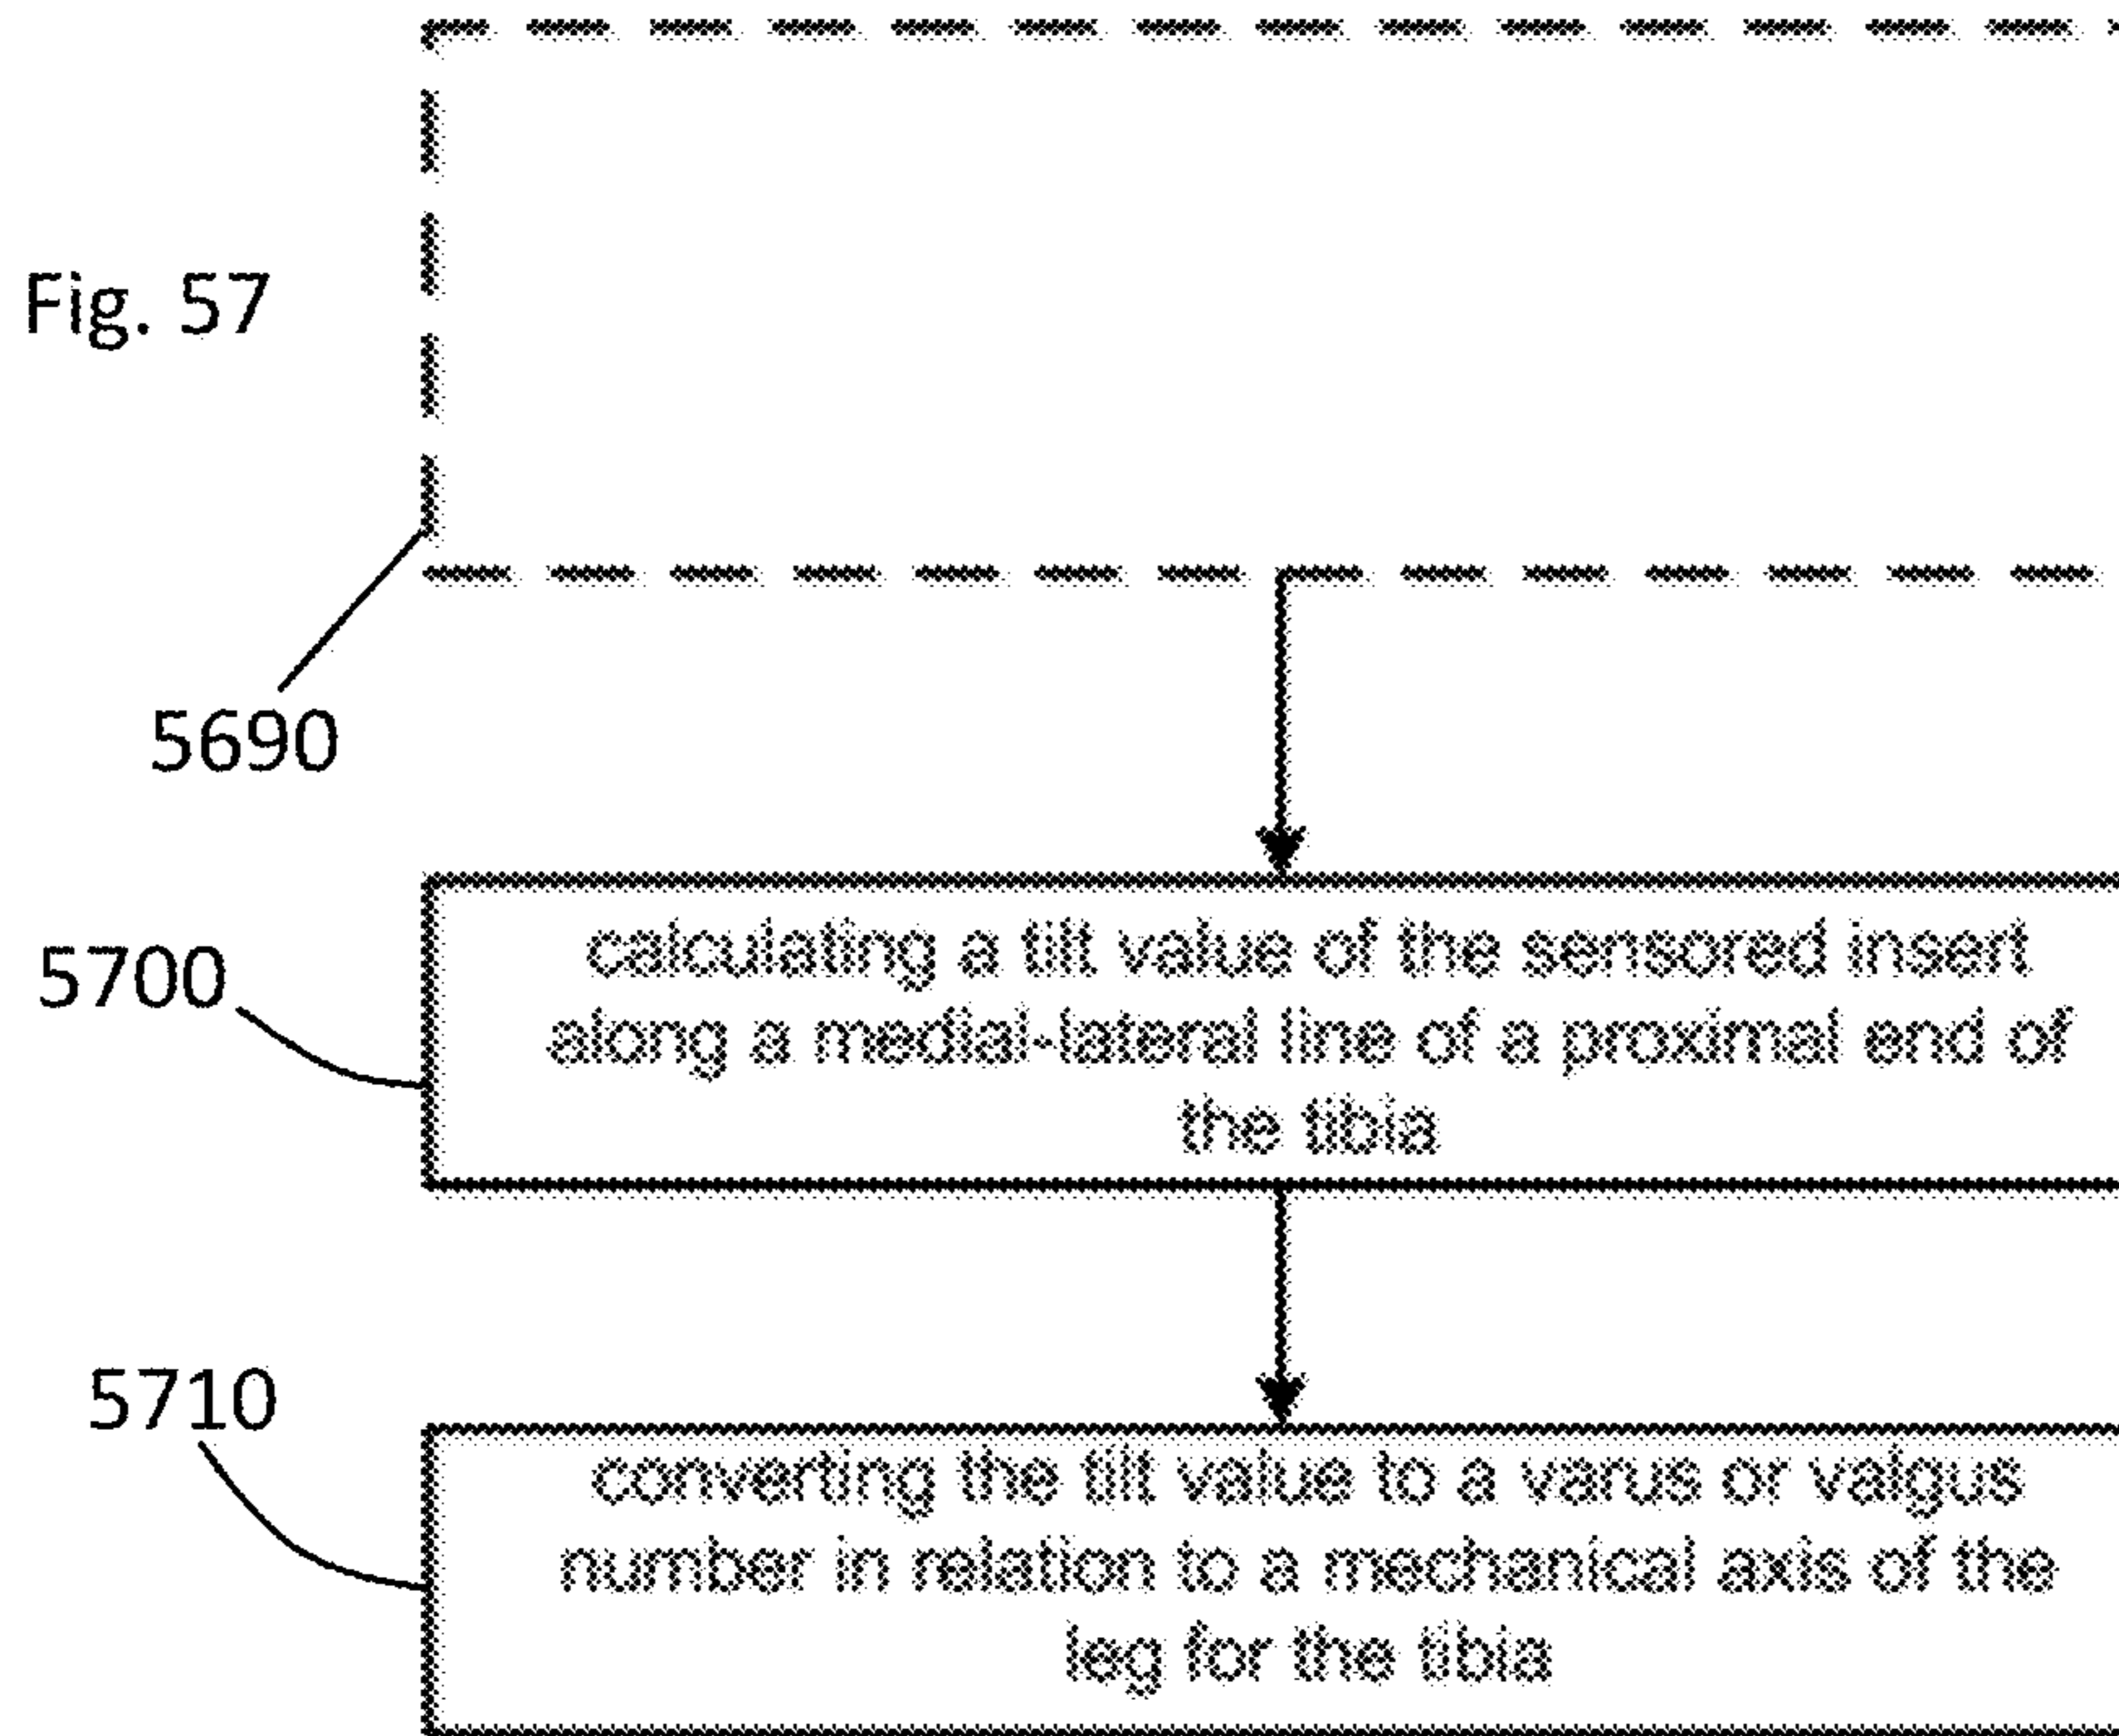 Fig. 57
5690
5700
calculating a tilt value of the sensored insert
along a medial-lateral line of a proximal end of
the tibia
5710
converting the tilt value to a varus or valgus
number in relation to a mechanical axis of the
leg for the tibia